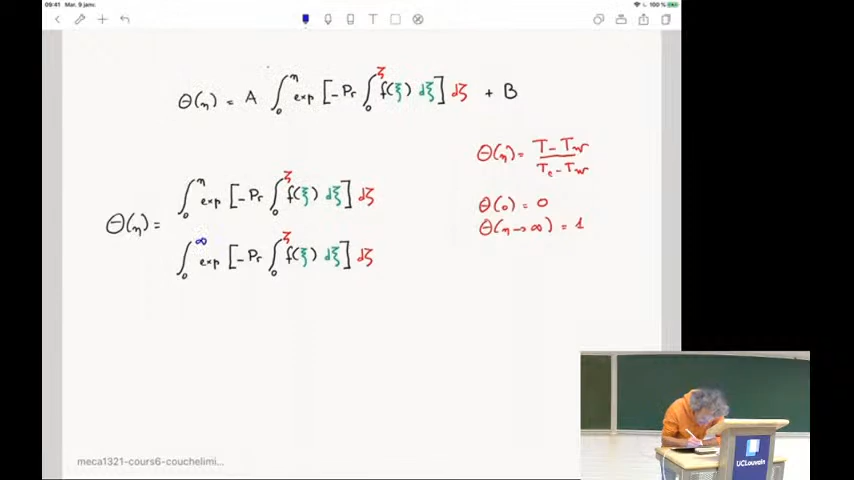 09:41 Mar. 9 janv.
100 %
Θ(η) = A ∫₀^η exp [-Pr ∫₀^ζ f(ξ) dξ] dζ + B
Θ(η) = T - Tw / Te - Tw
Θ(η) = ∫₀^η exp [-Pr ∫₀^ζ f(ξ) dξ] dζ
∫₀^∞ exp [-Pr ∫₀^ζ f(ξ) dξ] dζ
Θ(0) = 0
Θ(η → ∞) = 1
meca1321-cours6-couchelimi...
UCLouvain